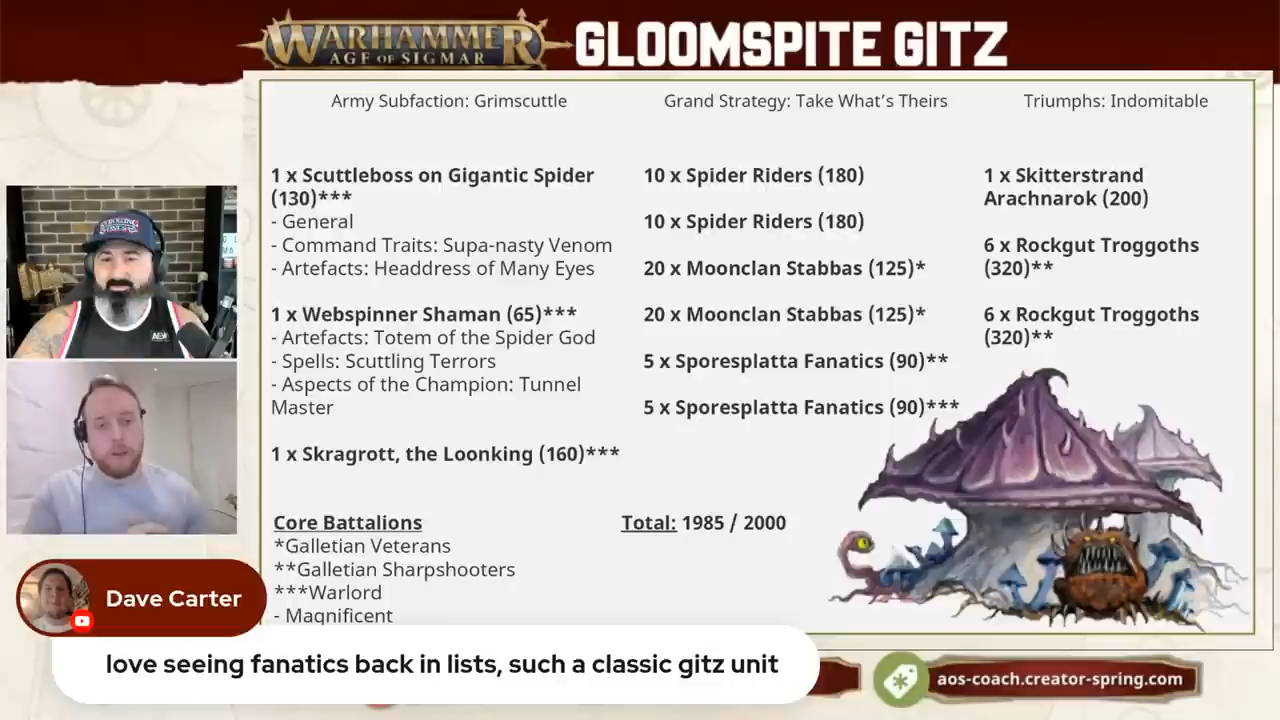 WARHAMMER
AGE OF SIGMAR
GLOOMSPITE GITZ
Army Subfaction: Grimscuttle
Grand Strategy: Take What's Theirs
Triumphs: Indomitable
1 x Scuttleboss on Gigantic Spider
(130)***
- General
- Command Traits: Supa-nasty Venom
- Artefacts: Headdress of Many Eyes
1 x Webspinner Shaman (65)***
- Artefacts: Totem of the Spider God
- Spells: Scuttling Terrors
- Aspects of the Champion: Tunnel
Master
1 x Skragrott, the Loonking (160)***
10 x Spider Riders (180)
10 x Spider Riders (180)
20 x Moonclan Stabbas (125)*
20 x Moonclan Stabbas (125)*
5 x Sporesplatta Fanatics (90)**
5 x Sporesplatta Fanatics (90)***
1 x Skitterstrand
Arachnarok (200)
6 x Rockgut Troggoths
(320)**
6 x Rockgut Troggoths
(320)**
Core Battalions
*Galletian Veterans
**Galletian Sharpshooters
***Warlord
- Magnificent
Total: 1985 / 2000
Dave Carter
love seeing fanatics back in lists, such a classic gitz unit
aos-coach.creator-spring.com